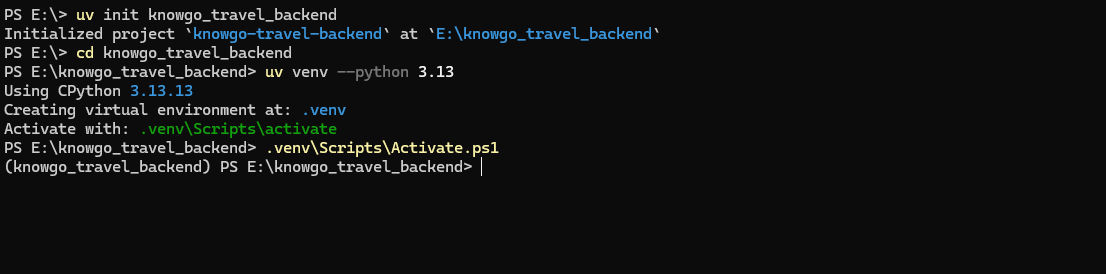 PS E:\> uv init knowgo_travel_backend
Initialized project `knowgo-travel-backend` at `E:\knowgo_travel_backend`
PS E:\> cd knowgo_travel_backend
PS E:\knowgo_travel_backend> uv venv --python 3.13
Using CPython 3.13.13
Creating virtual environment at: .venv
Activate with: .venv\Scripts\activate
PS E:\knowgo_travel_backend> .venv\Scripts\Activate.ps1
(knowgo_travel_backend) PS E:\knowgo_travel_backend>